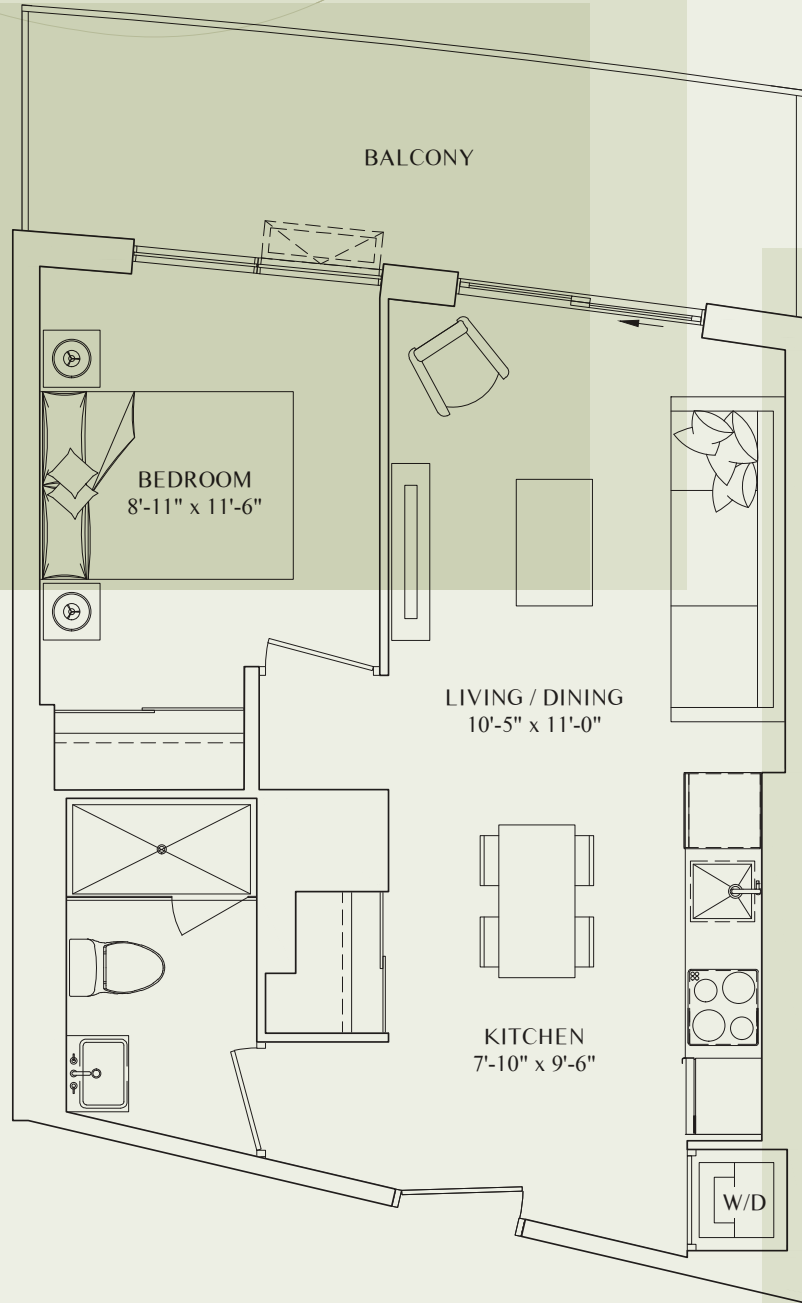 BALCONY
BEDROOM
8'-11" x 11'-6"
LIVING / DINING
10'-5" x 11'-0"
KITCHEN
7'-10" x 9'-6"
W/D